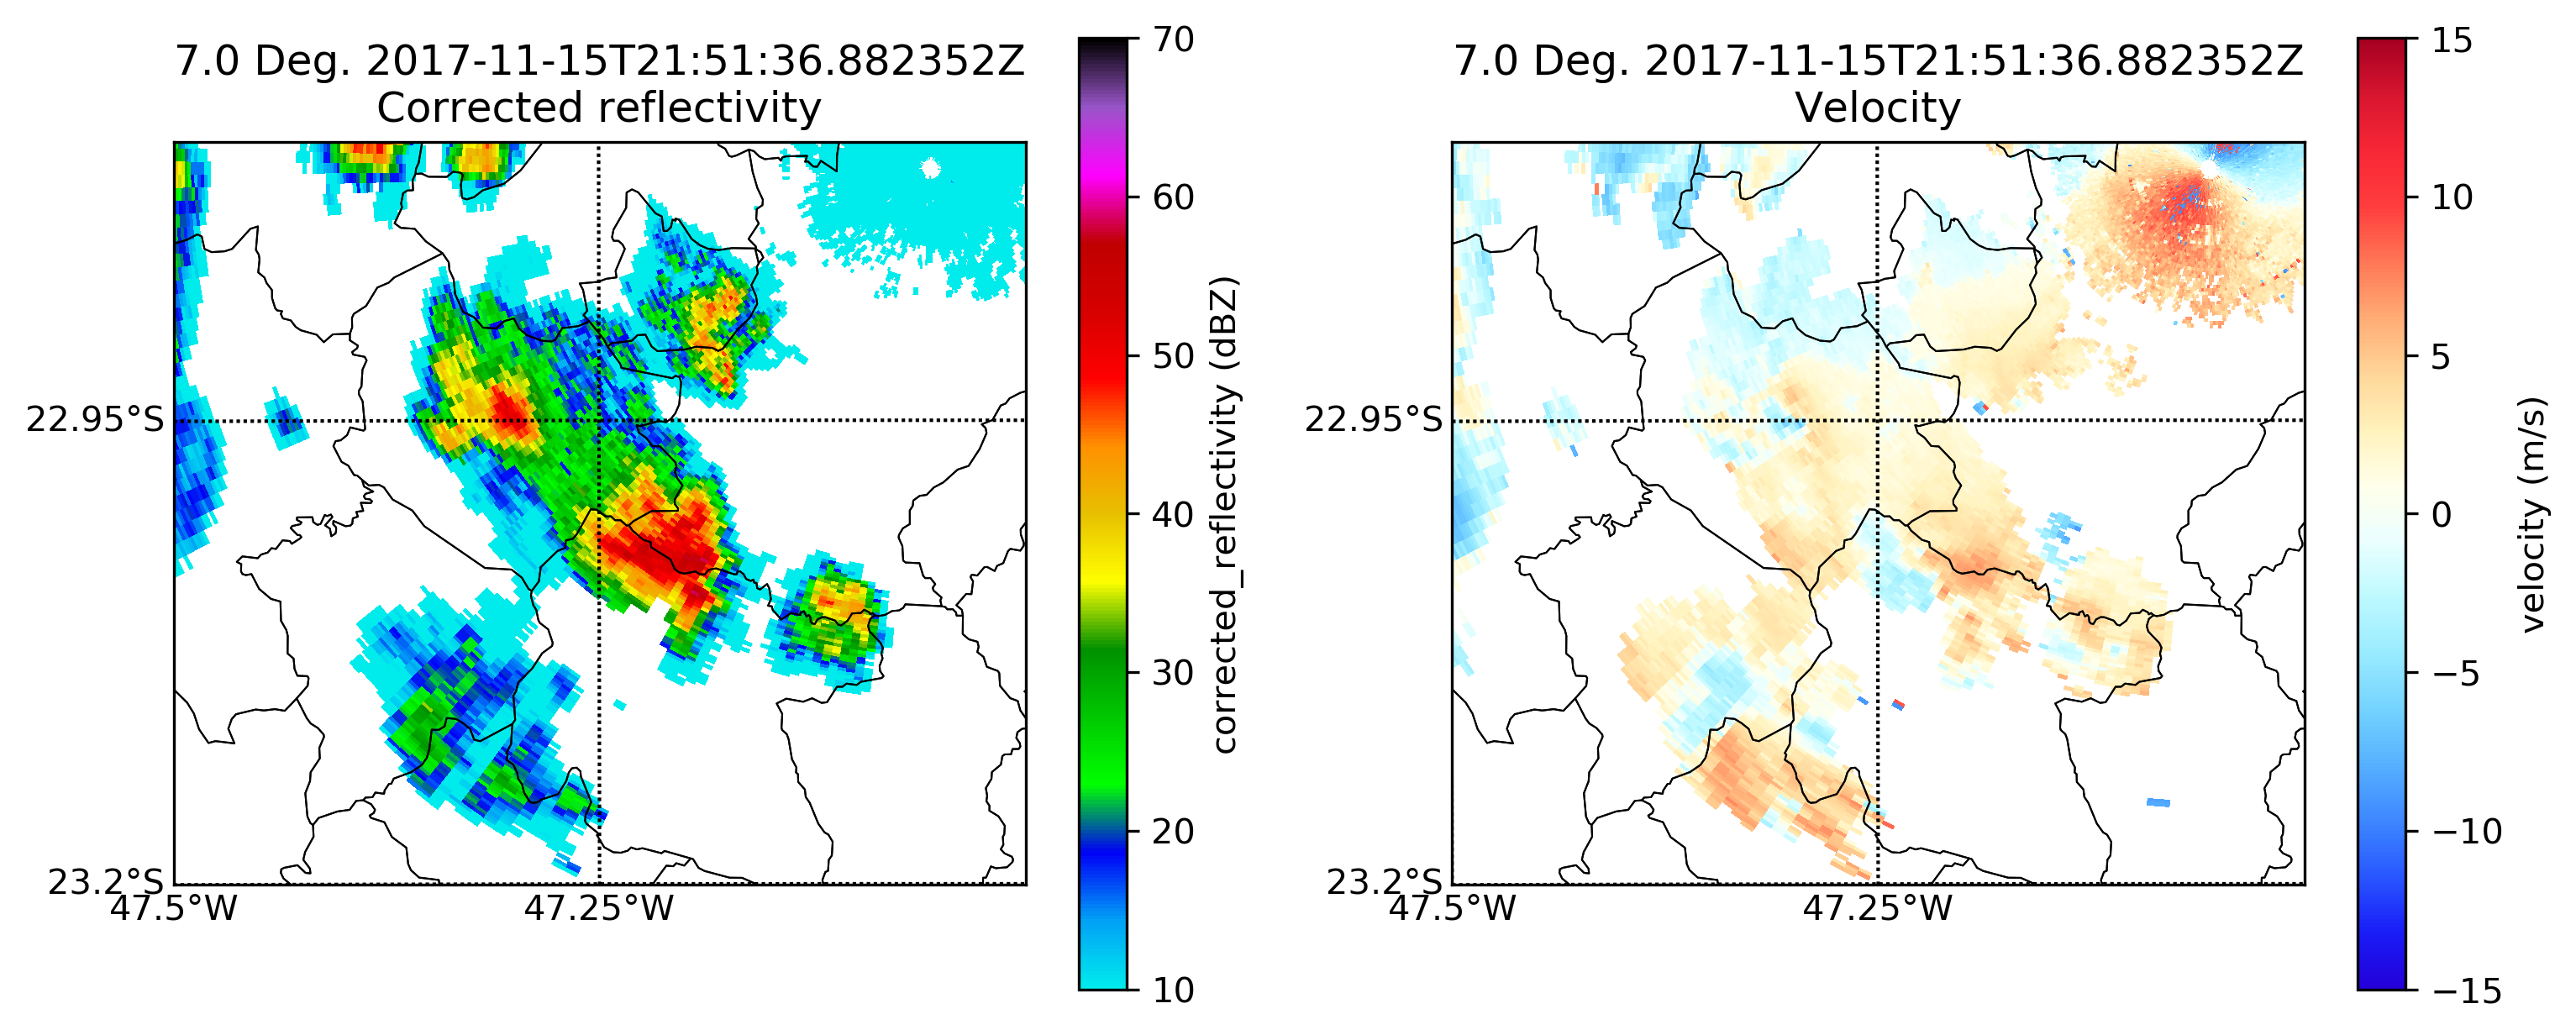 7.0 Deg. 2017-11-15T21:51:36.882352Z
Corrected reflectivity
22.95°S
23.2°S
47.5°W
47.25°W
70
60
50
40
30
20
10
corrected_reflectivity (dBZ)
7.0 Deg. 2017-11-15T21:51:36.882352Z
Velocity
22.95°S
23.2°S
47.5°W
47.25°W
15
10
5
0
−5
−10
−15
velocity (m/s)